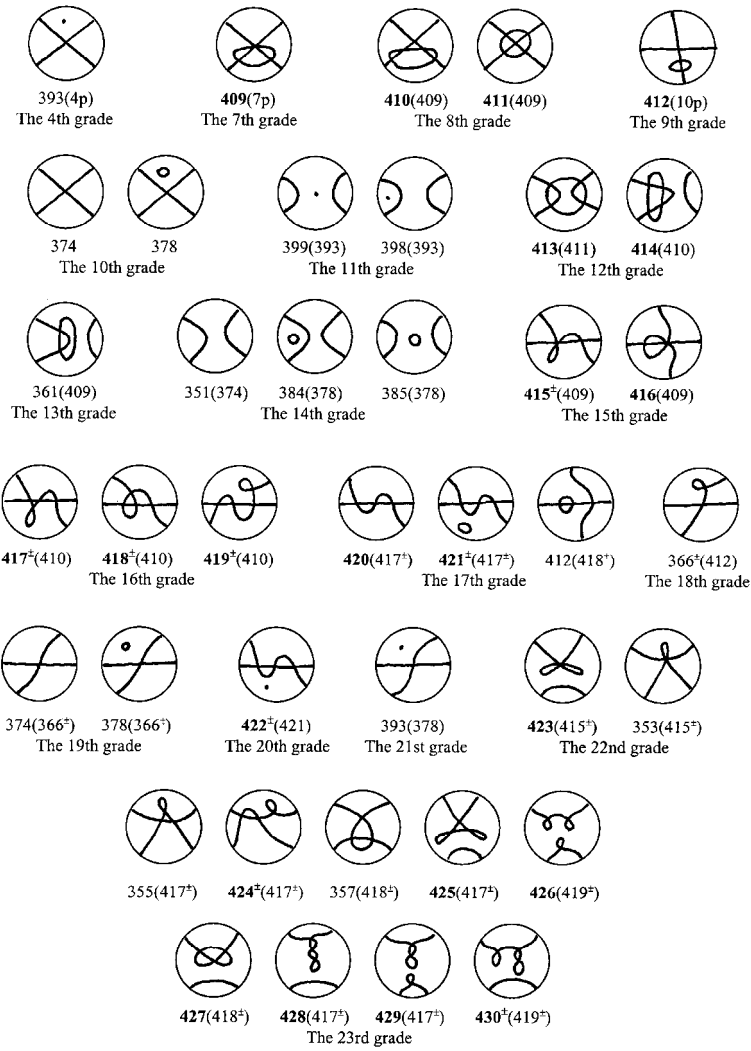 393(4p) 409(7p) 410(409) 411(409) 412(10p)
The 4th grade The 7th grade The 8th grade The 9th grade
374 378 399(393) 398(393) 413(411) 414(410)
The 10th grade The 11th grade The 12th grade
361(409) 351(374) 384(378) 385(378) 415±(409) 416(409)
The 13th grade The 14th grade The 15th grade
417±(410) 418±(410) 419±(410) 420(417±) 421±(417±) 412(418⁺) 366±(412)
The 16th grade The 17th grade The 18th grade
374(366±) 378(366±) 422±(421) 393(378) 423(415±) 353(415±)
The 19th grade The 20th grade The 21st grade The 22nd grade
355(417±) 424±(417±) 357(418±) 425(417±) 426(419±)
427(418±) 428(417±) 429(417±) 430±(419±)
The 23rd grade